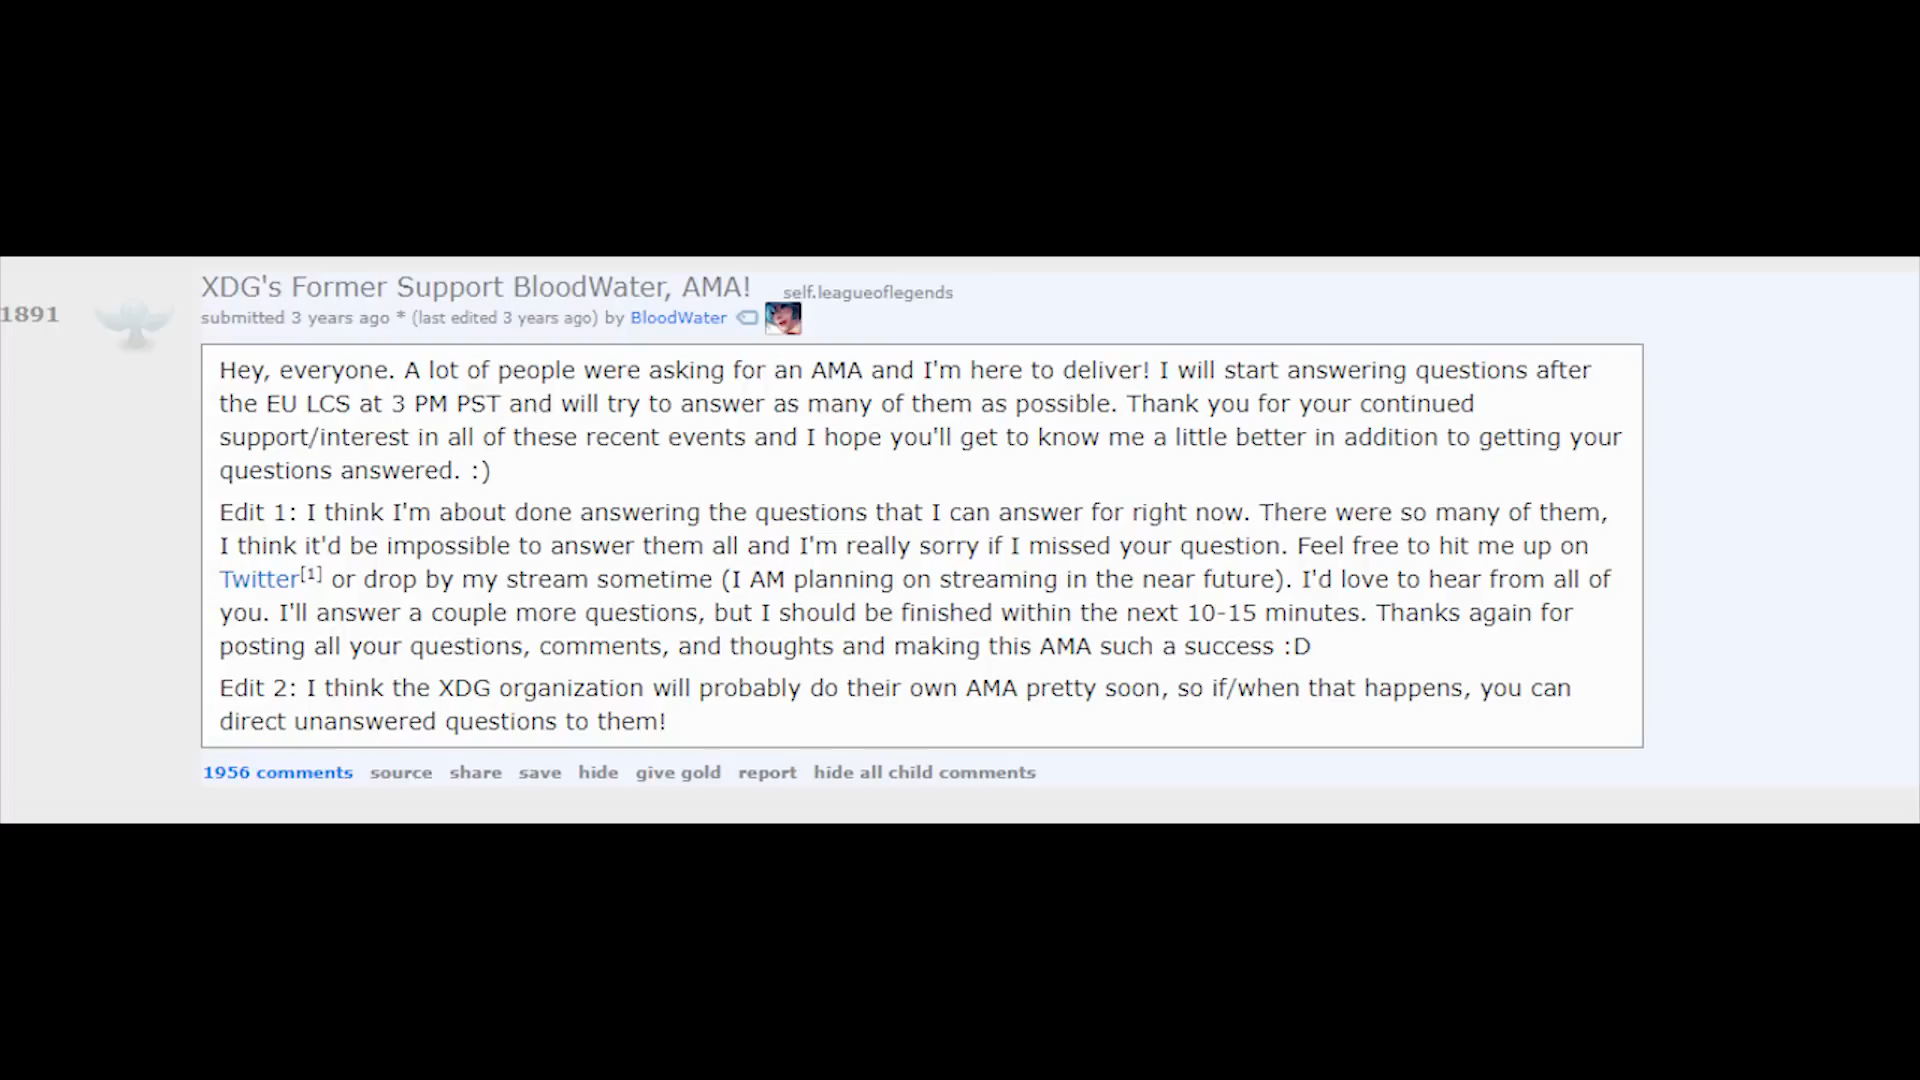 XDG's Former Support BloodWater, AMA! self.leagueoflegends
1891
submitted 3 years ago * (last edited 3 years ago) by BloodWater
Hey, everyone. A lot of people were asking for an AMA and I'm here to deliver! I will start answering questions after
the EU LCS at 3 PM PST and will try to answer as many of them as possible. Thank you for your continued
support/interest in all of these recent events and I hope you'll get to know me a little better in addition to getting your
questions answered. :)
Edit 1: I think I'm about done answering the questions that I can answer for right now. There were so many of them,
I think it'd be impossible to answer them all and I'm really sorry if I missed your question. Feel free to hit me up on
Twitter[1] or drop by my stream sometime (I AM planning on streaming in the near future). I'd love to hear from all of
you. I'll answer a couple more questions, but I should be finished within the next 10-15 minutes. Thanks again for
posting all your questions, comments, and thoughts and making this AMA such a success :D
Edit 2: I think the XDG organization will probably do their own AMA pretty soon, so if/when that happens, you can
direct unanswered questions to them!
1956 comments source share save hide give gold report hide all child comments